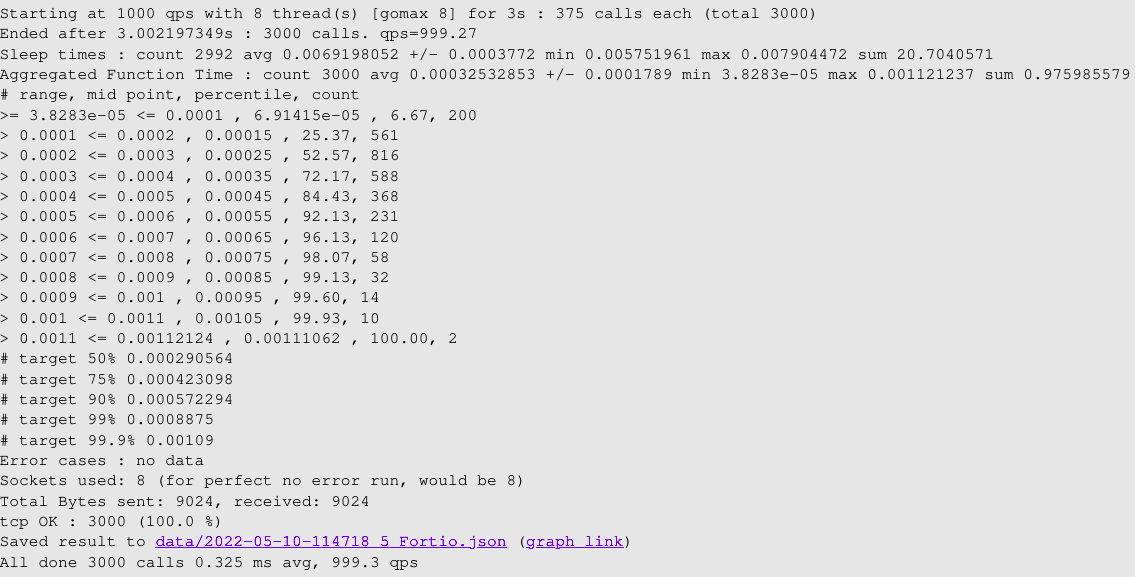 Starting at 1000 qps with 8 thread(s) [gomax 8] for 3s : 375 calls each (total 3000)
Ended after 3.002197349s : 3000 calls. qps=999.27
Sleep times : count 2992 avg 0.0069198052 +/- 0.0003772 min 0.005751961 max 0.007904472 sum 20.7040571
Aggregated Function Time : count 3000 avg 0.00032532853 +/- 0.0001789 min 3.8283e-05 max 0.001121237 sum 0.975985579
# range, mid point, percentile, count
>= 3.8283e-05 <= 0.0001 , 6.91415e-05 , 6.67, 200
> 0.0001 <= 0.0002 , 0.00015 , 25.37, 561
> 0.0002 <= 0.0003 , 0.00025 , 52.57, 816
> 0.0003 <= 0.0004 , 0.00035 , 72.17, 588
> 0.0004 <= 0.0005 , 0.00045 , 84.43, 368
> 0.0005 <= 0.0006 , 0.00055 , 92.13, 231
> 0.0006 <= 0.0007 , 0.00065 , 96.13, 120
> 0.0007 <= 0.0008 , 0.00075 , 98.07, 58
> 0.0008 <= 0.0009 , 0.00085 , 99.13, 32
> 0.0009 <= 0.001 , 0.00095 , 99.60, 14
> 0.001 <= 0.0011 , 0.00105 , 99.93, 10
> 0.0011 <= 0.00112124 , 0.00111062 , 100.00, 2
# target 50% 0.000290564
# target 75% 0.000423098
# target 90% 0.000572294
# target 99% 0.0008875
# target 99.9% 0.00109
Error cases : no data
Sockets used: 8 (for perfect no error run, would be 8)
Total Bytes sent: 9024, received: 9024
tcp OK : 3000 (100.0 %)
Saved result to data/2022-05-10-114718_5_Fortio.json (graph link)
All done 3000 calls 0.325 ms avg, 999.3 qps